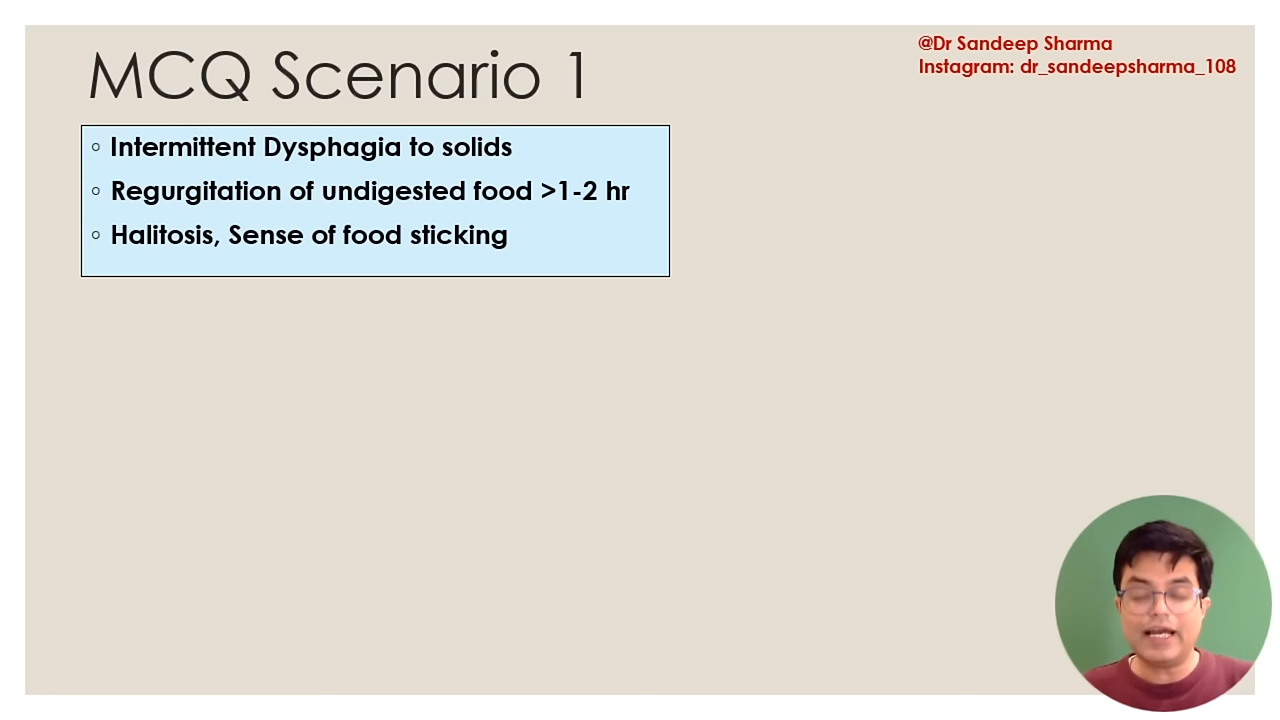 MCQ Scenario 1
@Dr Sandeep Sharma
Instagram: dr_sandeepsharma_108
◦ Intermittent Dysphagia to solids
◦ Regurgitation of undigested food >1-2 hr
◦ Halitosis, Sense of food sticking